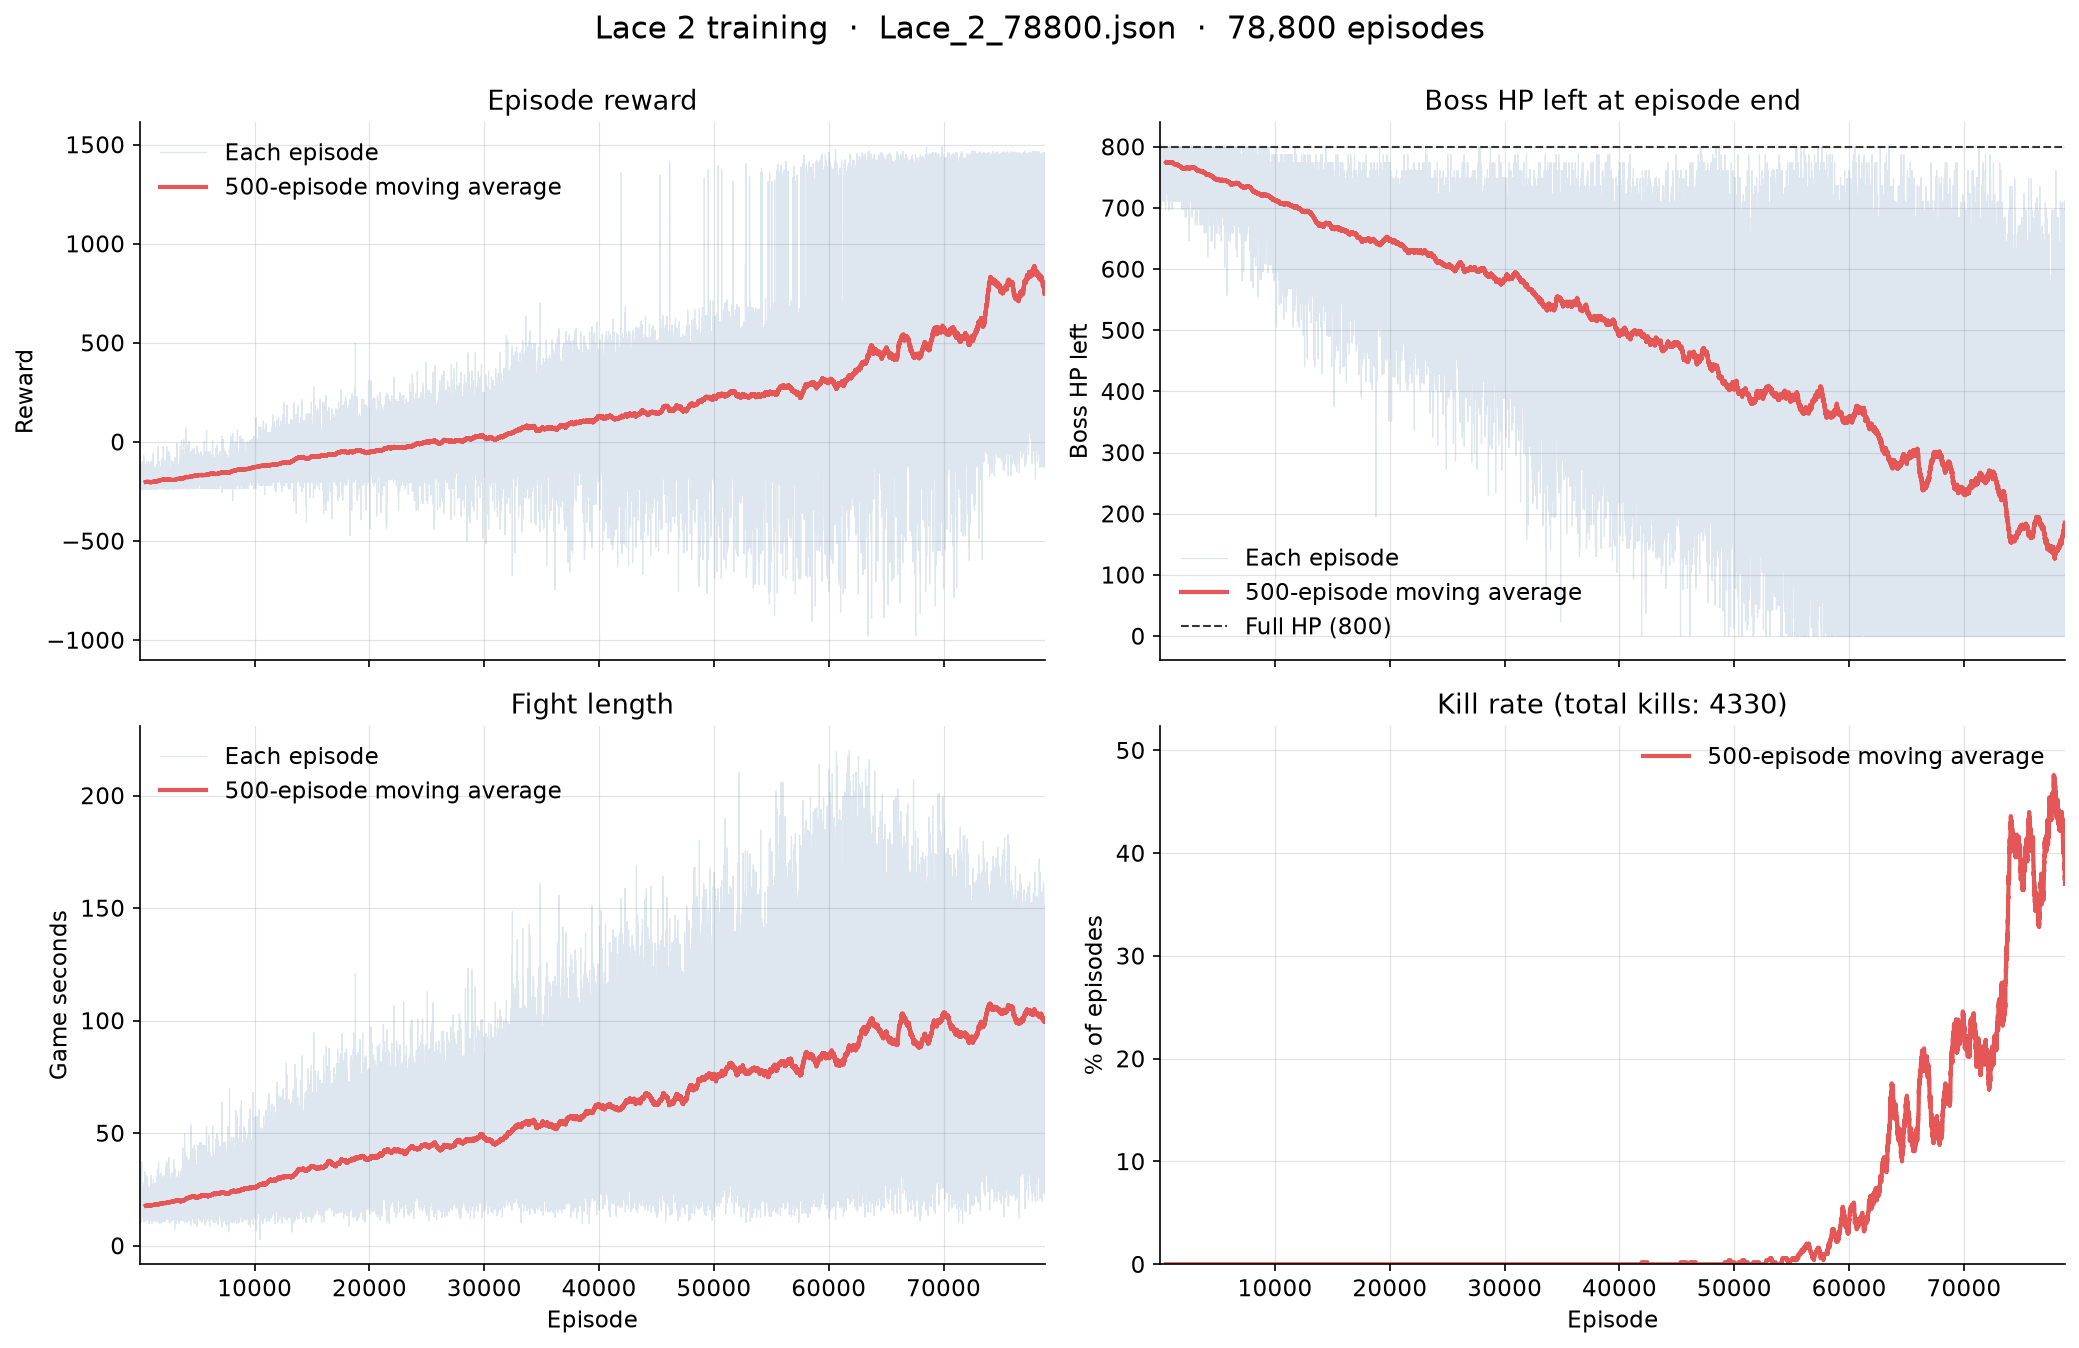 Lace 2 training · Lace_2_78800.json · 78,800 episodes
Episode reward
Reward
1500
1000
500
0
−500
−1000
Each episode
500-episode moving average
Boss HP left at episode end
Boss HP left
800
700
600
500
400
300
200
100
0
Each episode
500-episode moving average
Full HP (800)
Fight length
Game seconds
200
150
100
50
0
Each episode
500-episode moving average
10000 20000 30000 40000 50000 60000 70000
Episode
Kill rate (total kills: 4330)
% of episodes
50
40
30
20
10
0
500-episode moving average
10000 20000 30000 40000 50000 60000 70000
Episode